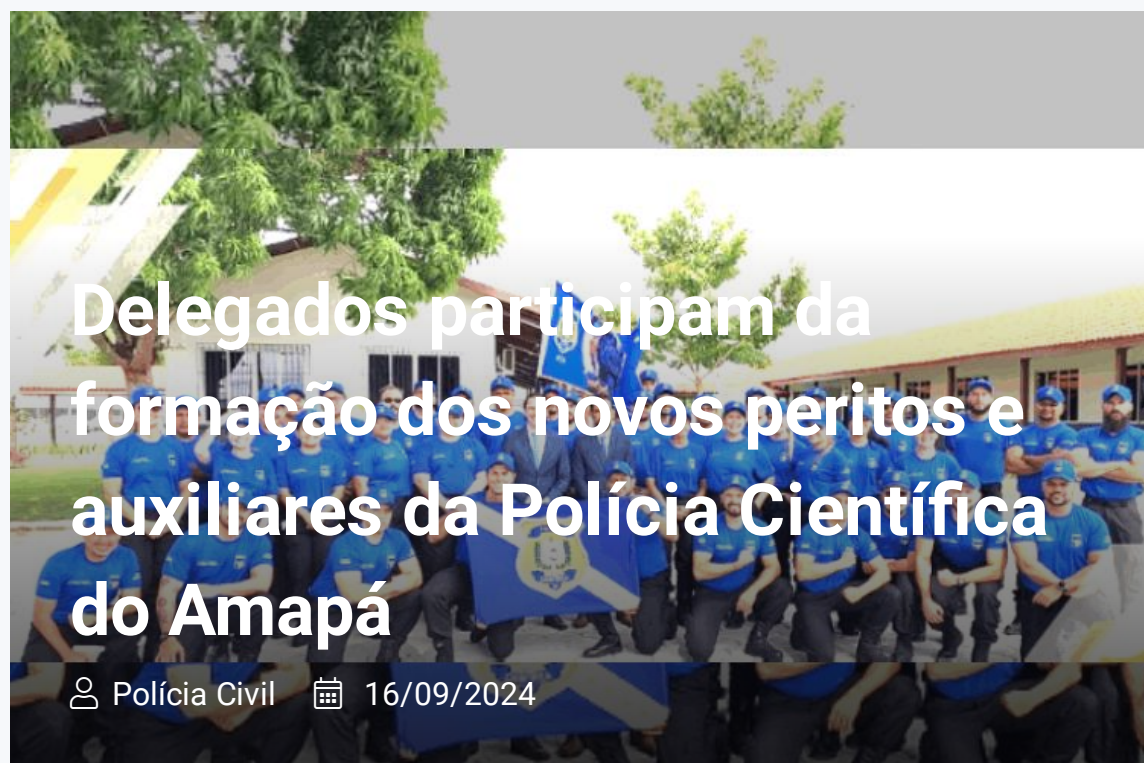 Delegados participam da
formação dos novos peritos e
auxiliares da Polícia Científica
do Amapá
Polícia Civil 16/09/2024